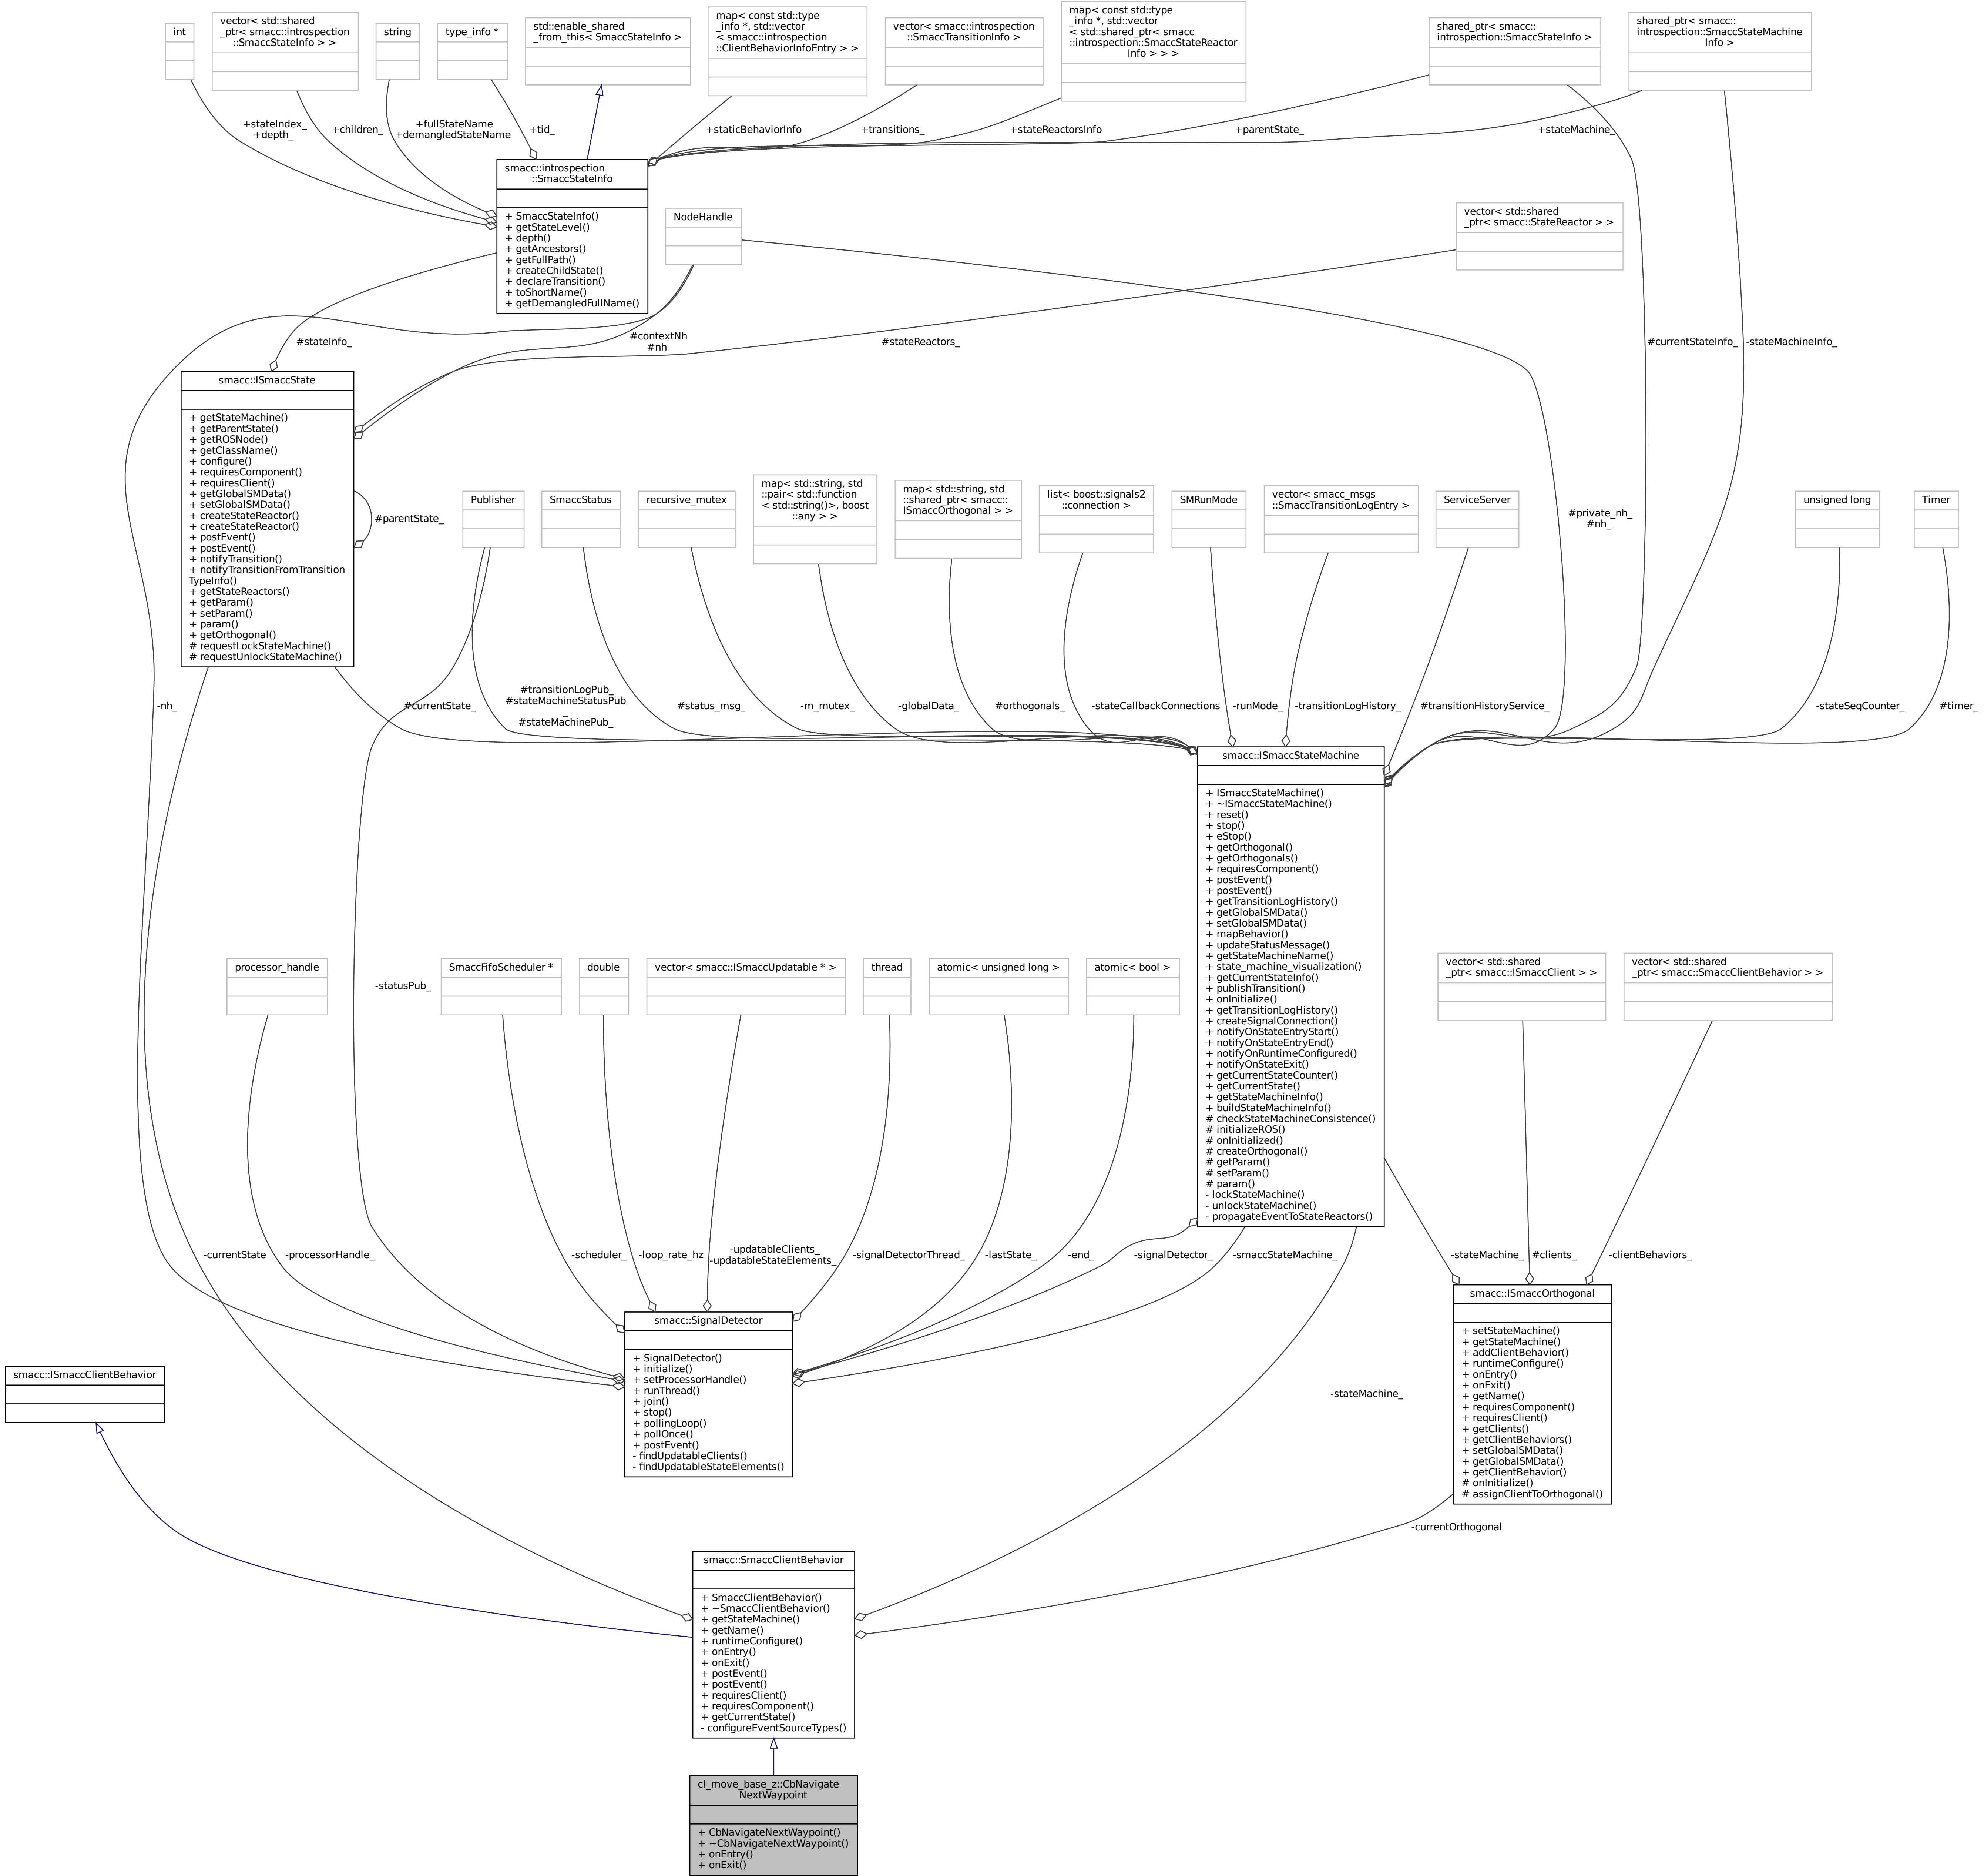 int
vector< std::shared
_ptr< smacc::introspection
::SmaccStateInfo > >
string
type_info *
std::enable_shared
_from_this< SmaccStateInfo >
map< const std::type
_info *, std::vector
< smacc::introspection
::ClientBehaviorInfoEntry > >
vector< smacc::introspection
::SmaccTransitionInfo >
map< const std::type
_info *, std::vector
< std::shared_ptr< smacc
::introspection::SmaccStateReactor
Info > > >
shared_ptr< smacc::
introspection::SmaccStateInfo >
shared_ptr< smacc::
introspection::SmaccStateMachine
Info >
+stateIndex_
+depth_
+children_
+fullStateName
+demangledStateName
+tid_
+staticBehaviorInfo
+transitions_
+stateReactorsInfo
+parentState_
+stateMachine_
smacc::introspection
::SmaccStateInfo
+ SmaccStateInfo()
+ getStateLevel()
+ depth()
+ getAncestors()
+ getFullPath()
+ createChildState()
+ declareTransition()
+ toShortName()
+ getDemangledFullName()
NodeHandle
vector< std::shared
_ptr< smacc::StateReactor > >
#stateInfo_
#contextNh
#nh
#stateReactors_
#currentStateInfo_
-stateMachineInfo_
smacc::ISmaccState
+ getStateMachine()
+ getParentState()
+ getROSNode()
+ getClassName()
+ configure()
+ requiresComponent()
+ requiresClient()
+ getGlobalSMData()
+ setGlobalSMData()
+ createStateReactor()
+ createStateReactor()
+ postEvent()
+ postEvent()
+ notifyTransition()
+ notifyTransitionFromTransition
TypeInfo()
+ getStateReactors()
+ getParam()
+ setParam()
+ param()
+ getOrthogonal()
# requestLockStateMachine()
# requestUnlockStateMachine()
#parentState_
Publisher
SmaccStatus
recursive_mutex
map< std::string, std
::pair< std::function
< std::string()>, boost
::any > >
map< std::string, std
::shared_ptr< smacc::
ISmaccOrthogonal > >
list< boost::signals2
::connection >
SMRunMode
vector< smacc_msgs
::SmaccTransitionLogEntry >
ServiceServer
unsigned long
Timer
#private_nh_
#nh_
-nh_
#currentState_
#transitionLogPub_
#stateMachineStatusPub
_
#stateMachinePub_
#status_msg_
-m_mutex_
-globalData_
#orthogonals_
-stateCallbackConnections
-runMode_
-transitionLogHistory_
#transitionHistoryService_
-stateSeqCounter_
#timer_
smacc::ISmaccStateMachine
+ ISmaccStateMachine()
+ ~ISmaccStateMachine()
+ reset()
+ stop()
+ eStop()
+ getOrthogonal()
+ getOrthogonals()
+ requiresComponent()
+ postEvent()
+ postEvent()
+ getTransitionLogHistory()
+ getGlobalSMData()
+ setGlobalSMData()
+ mapBehavior()
+ updateStatusMessage()
+ getStateMachineName()
+ state_machine_visualization()
+ getCurrentStateInfo()
+ publishTransition()
+ onInitialize()
+ getTransitionLogHistory()
+ createSignalConnection()
+ notifyOnStateEntryStart()
+ notifyOnStateEntryEnd()
+ notifyOnRuntimeConfigured()
+ notifyOnStateExit()
+ getCurrentStateCounter()
+ getCurrentState()
+ getStateMachineInfo()
+ buildStateMachineInfo()
# checkStateMachineConsistence()
# initializeROS()
# onInitialized()
# createOrthogonal()
# getParam()
# setParam()
# param()
- lockStateMachine()
- unlockStateMachine()
- propagateEventToStateReactors()
processor_handle
-statusPub_
SmaccFifoScheduler *
double
vector< smacc::ISmaccUpdatable * >
thread
atomic< unsigned long >
atomic< bool >
vector< std::shared
_ptr< smacc::ISmaccClient > >
vector< std::shared
_ptr< smacc::SmaccClientBehavior > >
-currentState
-processorHandle_
-scheduler_
-loop_rate_hz
-updatableClients_
-updatableStateElements_
-signalDetectorThread_
-lastState_
-end_
-signalDetector_
-smaccStateMachine_
-stateMachine_
#clients_
-clientBehaviors_
smacc::SignalDetector
+ SignalDetector()
+ initialize()
+ setProcessorHandle()
+ runThread()
+ join()
+ stop()
+ pollingLoop()
+ pollOnce()
+ postEvent()
- findUpdatableClients()
- findUpdatableStateElements()
smacc::ISmaccOrthogonal
+ setStateMachine()
+ getStateMachine()
+ addClientBehavior()
+ runtimeConfigure()
+ onEntry()
+ onExit()
+ getName()
+ requiresComponent()
+ requiresClient()
+ getClients()
+ getClientBehaviors()
+ setGlobalSMData()
+ getGlobalSMData()
+ getClientBehavior()
# onInitialize()
# assignClientToOrthogonal()
smacc::ISmaccClientBehavior
-stateMachine_
-currentOrthogonal
smacc::SmaccClientBehavior
+ SmaccClientBehavior()
+ ~SmaccClientBehavior()
+ getStateMachine()
+ getName()
+ runtimeConfigure()
+ onEntry()
+ onExit()
+ postEvent()
+ postEvent()
+ requiresClient()
+ requiresComponent()
+ getCurrentState()
- configureEventSourceTypes()
cl_move_base_z::CbNavigate
NextWaypoint
+ CbNavigateNextWaypoint()
+ ~CbNavigateNextWaypoint()
+ onEntry()
+ onExit()